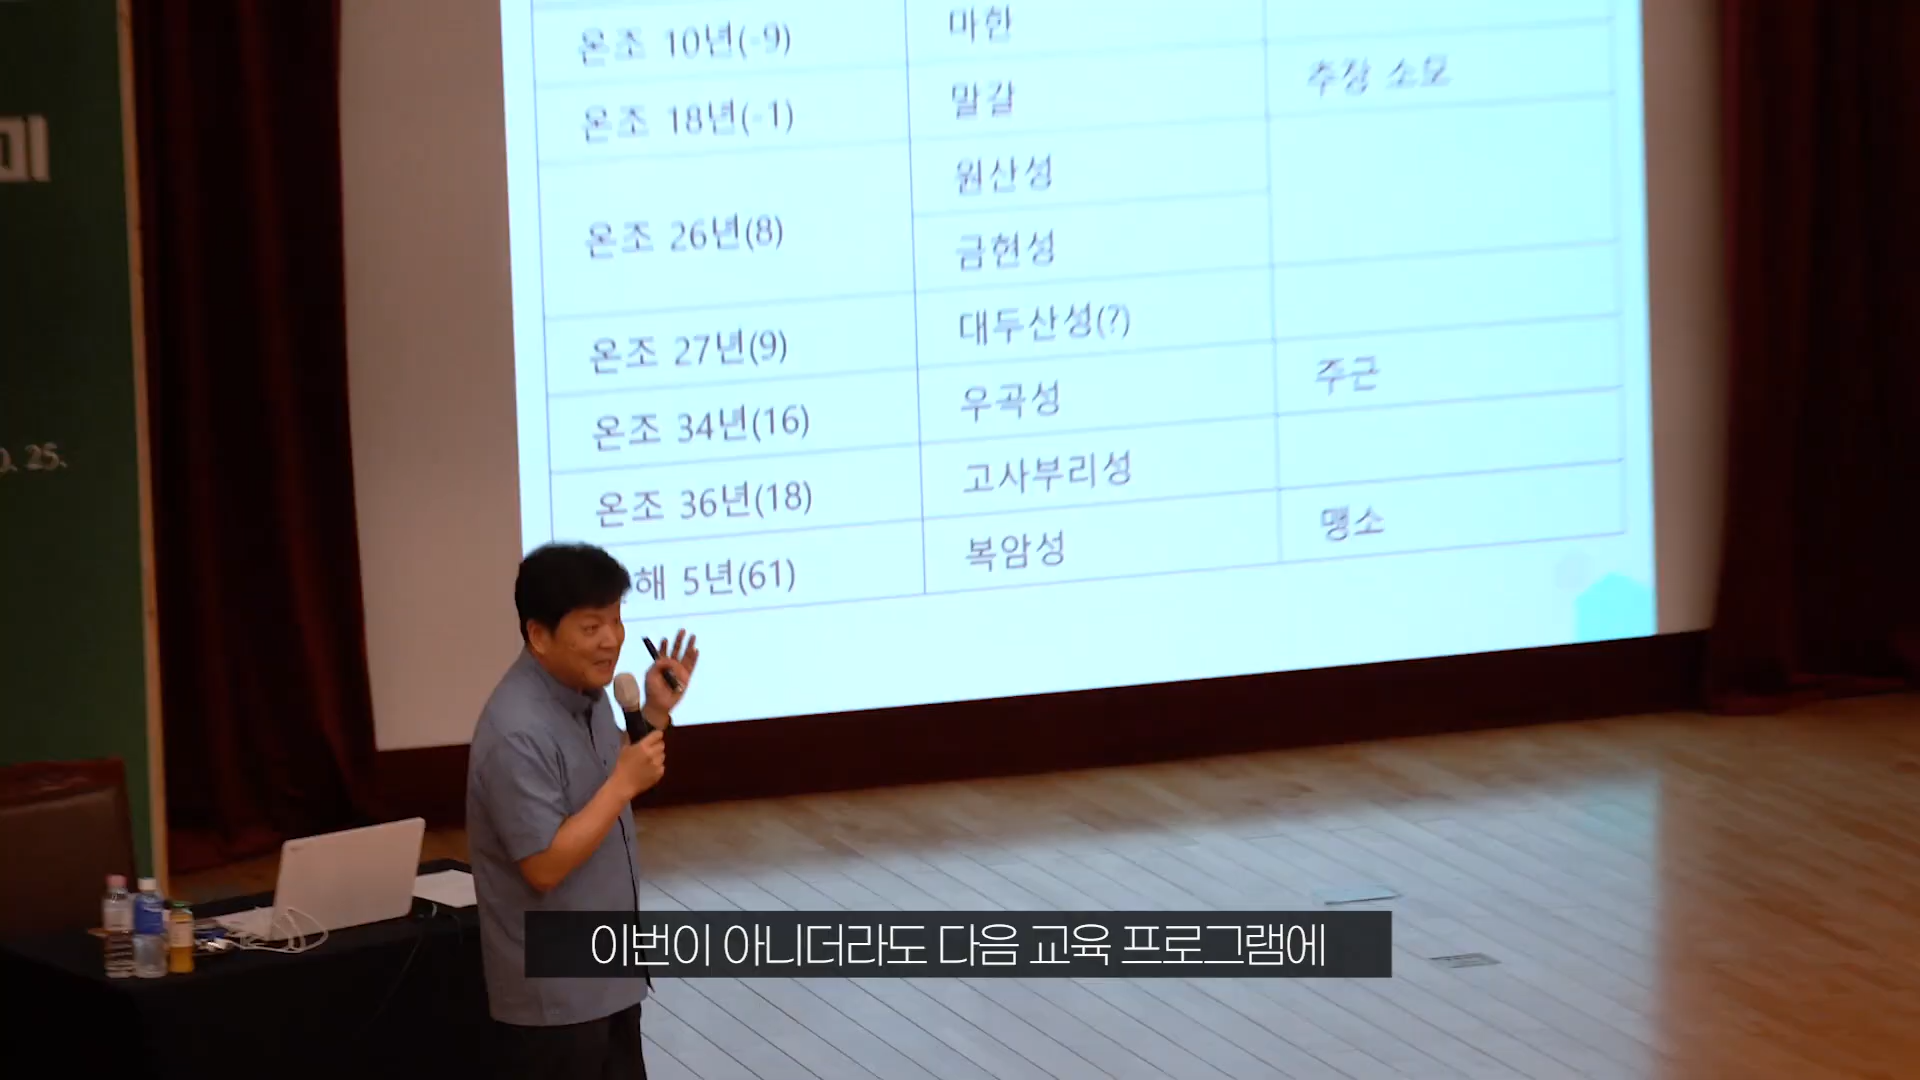 미
25.
온조 10년(-9) 마한
온조 18년(-1) 말갈 추장 소모
온조 26년(8) 원산성
금현성
온조 27년(9) 대두산성(?)
온조 34년(16) 우곡성 주근
온조 36년(18) 고사부리성
해 5년(61) 복암성 맹소
이번이 아니더라도 다음 교육 프로그램에